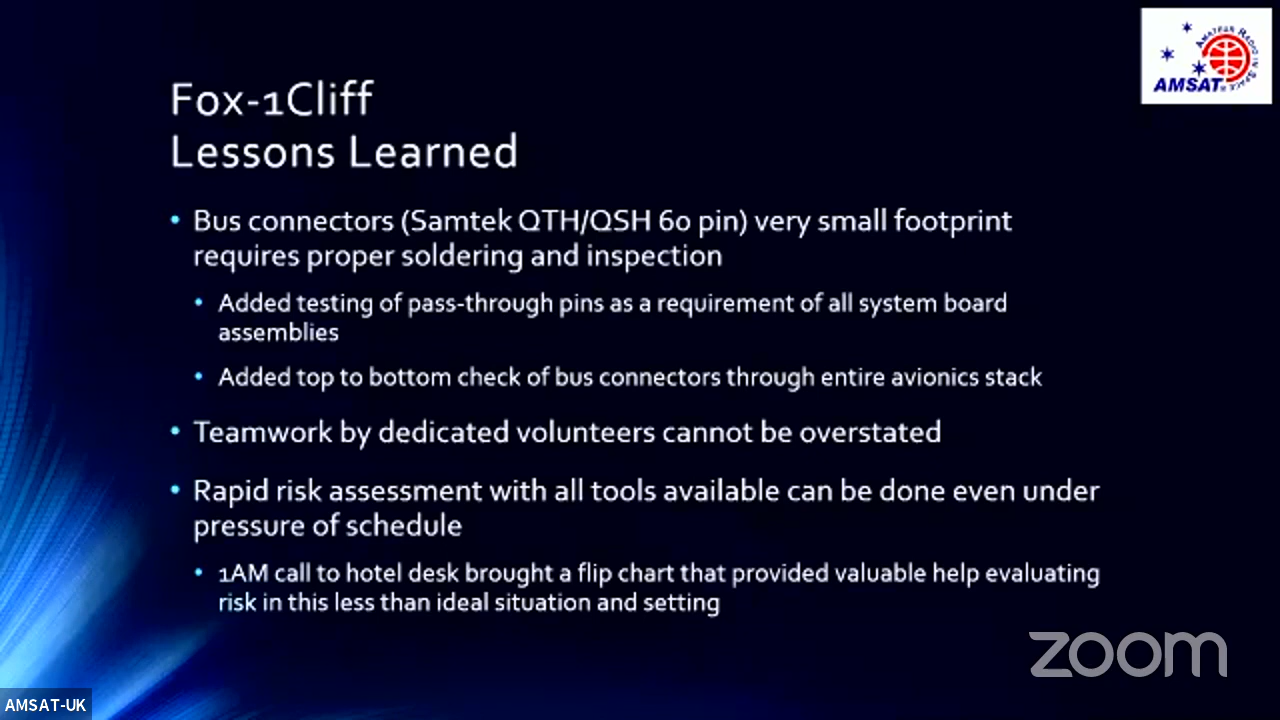 AMATEUR RADIO IN SPACE
AMSAT®
Fox-1Cliff
Lessons Learned
• Bus connectors (Samtek QTH/QSH 60 pin) very small footprint
requires proper soldering and inspection
• Added testing of pass-through pins as a requirement of all system board
assemblies
• Added top to bottom check of bus connectors through entire avionics stack
• Teamwork by dedicated volunteers cannot be overstated
• Rapid risk assessment with all tools available can be done even under
pressure of schedule
• 1AM call to hotel desk brought a flip chart that provided valuable help evaluating
risk in this less than ideal situation and setting
zoom
AMSAT-UK